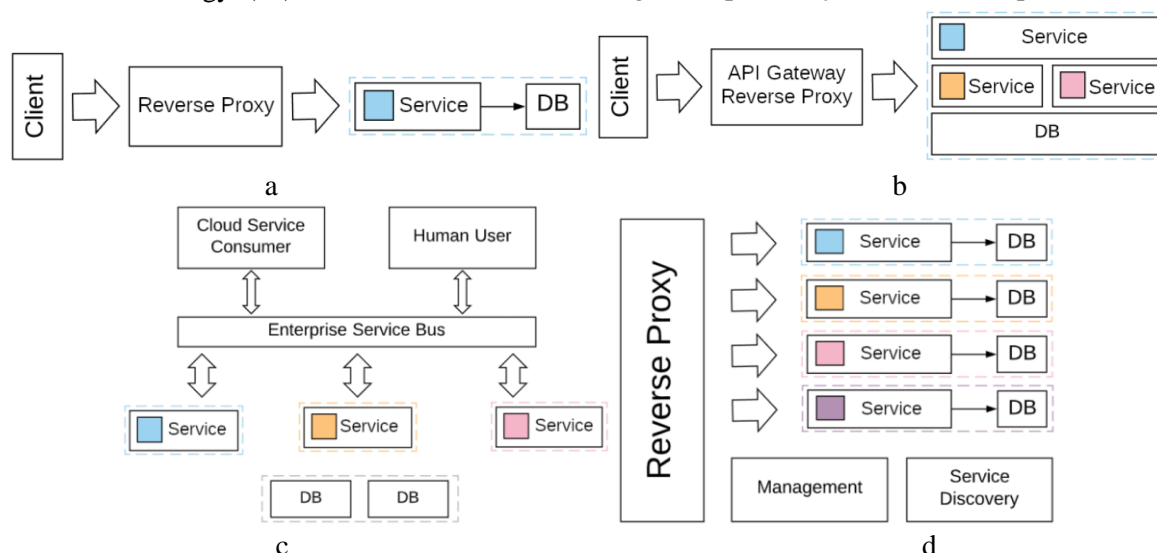 Client
Reverse Proxy
Service
DB
a
Client
API Gateway
Reverse Proxy
Service
Service
Service
DB
b
Cloud Service
Consumer
Human User
Enterprise Service Bus
Service
Service
Service
DB
DB
c
Reverse Proxy
Service
DB
Service
DB
Service
DB
Service
DB
Management
Service
Discovery
d